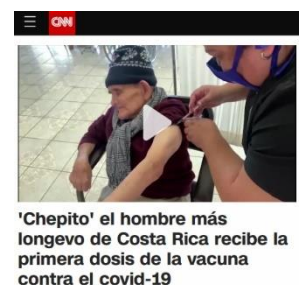 CNN
'Chepito' el hombre más
longevo de Costa Rica recibe la
primera dosis de la vacuna
contra el covid-19